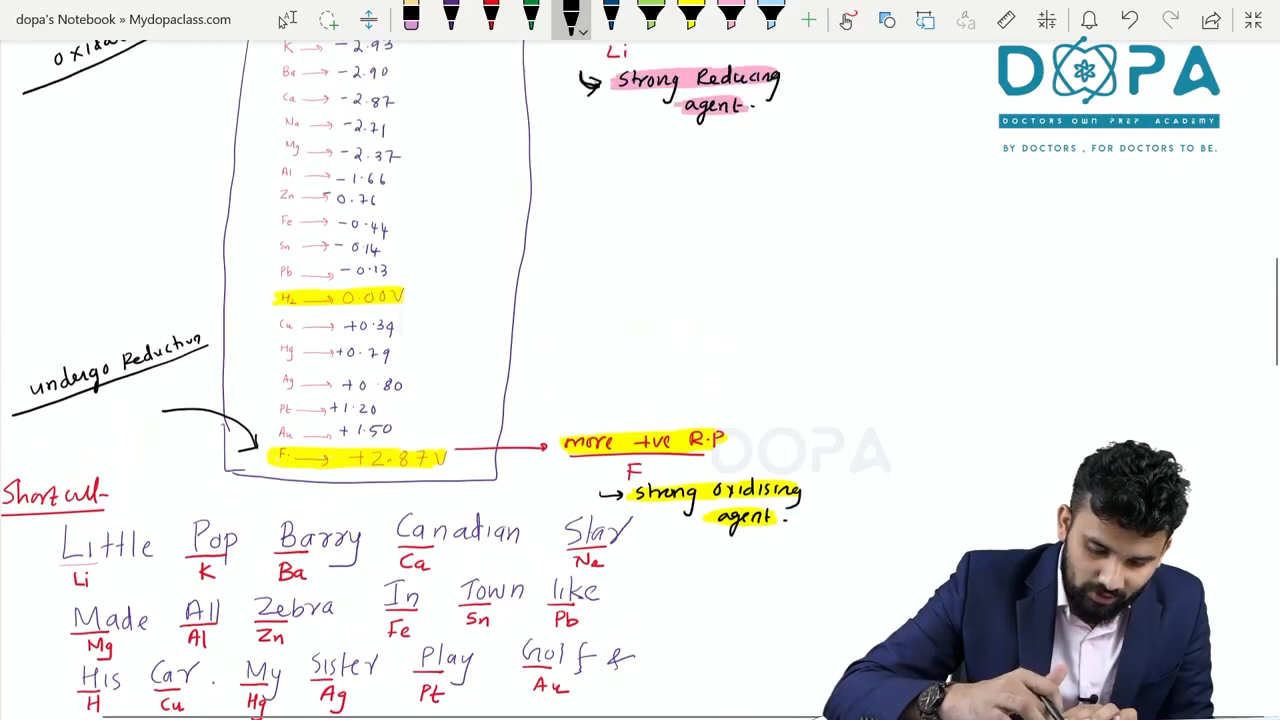 dopa's Notebook » Mydopaclass.com
K → -2.93
Ba → -2.90
Ca → -2.87
Na → -2.71
Mg → -2.37
Al → -1.66
Zn → -0.76
Fe → -0.44
Sn → -0.14
Pb → -0.13
H2 → 0.00V
Cu → +0.34
Hg → +0.79
Ag → +0.80
Pt → +1.20
Au → +1.50
F. → +2.87V
undergo Reduction
Li
↳ strong Reducing
agent.
more +ve R.P
F
↳ strong oxidising
agent.
DOPA
DOCTORS OWN PREP ACADEMY
BY DOCTORS , FOR DOCTORS TO BE.
DOPA
Shortcut
Little Pop Barry Canadian Star
Li K Ba Ca Na
Made All Zebra In Town like
Mg Al Zn Fe Sn Pb
His Car. My Sister Play Golf &
H Cu Hg Ag Pt Au